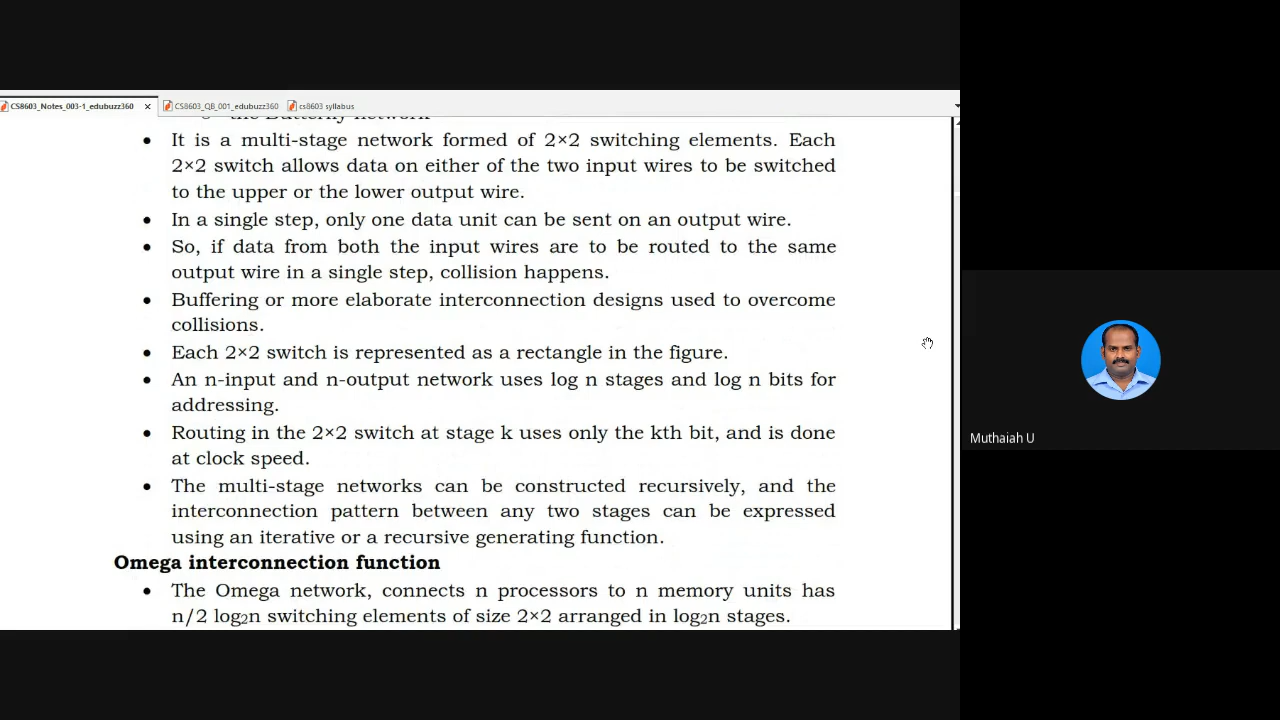 CS8603_Notes_003-1_edubuzz360 × CS8603_QB_001_edubuzz360 cs8603 syllabus
the Butterfly network
• It is a multi-stage network formed of 2×2 switching elements. Each
2×2 switch allows data on either of the two input wires to be switched
to the upper or the lower output wire.
• In a single step, only one data unit can be sent on an output wire.
• So, if data from both the input wires are to be routed to the same
output wire in a single step, collision happens.
• Buffering or more elaborate interconnection designs used to overcome
collisions.
• Each 2×2 switch is represented as a rectangle in the figure.
• An n-input and n-output network uses log n stages and log n bits for
addressing.
• Routing in the 2×2 switch at stage k uses only the kth bit, and is done
at clock speed.
• The multi-stage networks can be constructed recursively, and the
interconnection pattern between any two stages can be expressed
using an iterative or a recursive generating function.
Omega interconnection function
• The Omega network, connects n processors to n memory units has
n/2 log₂n switching elements of size 2×2 arranged in log₂n stages.
Muthaiah U